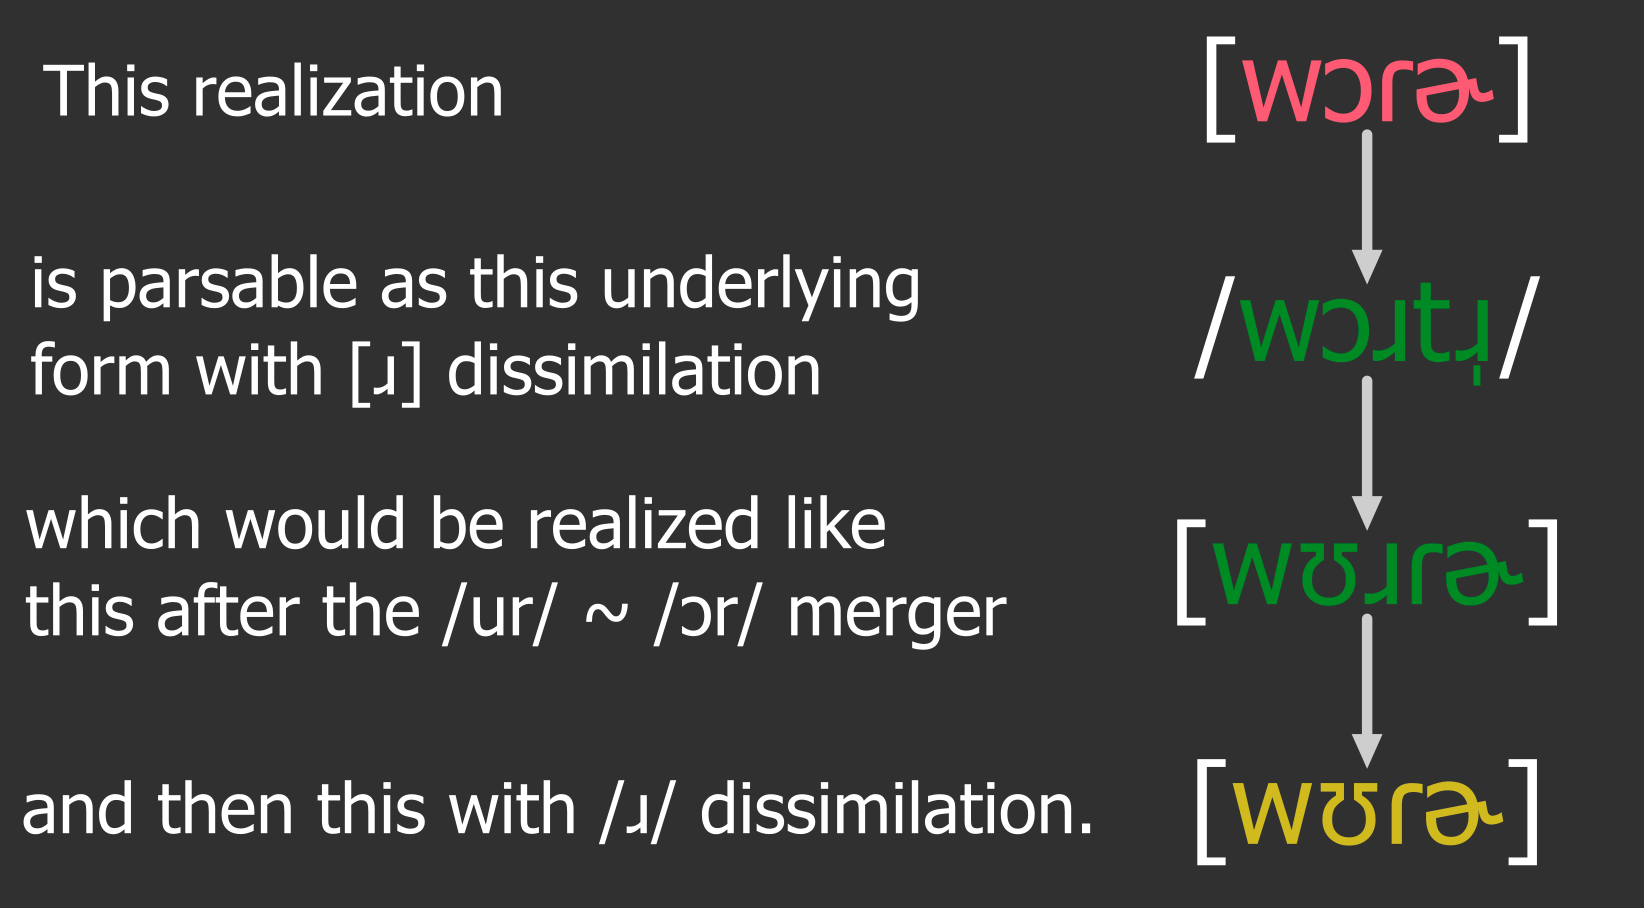 This realization
[wɔɾɚ]
is parsable as this underlying
form with [ɹ] dissimilation
/wɔɹtɹ̩/
which would be realized like
this after the /ur/ ~ /ɔr/ merger
[wʊɹɾɚ]
and then this with /ɹ/ dissimilation.
[wʊɾɚ]